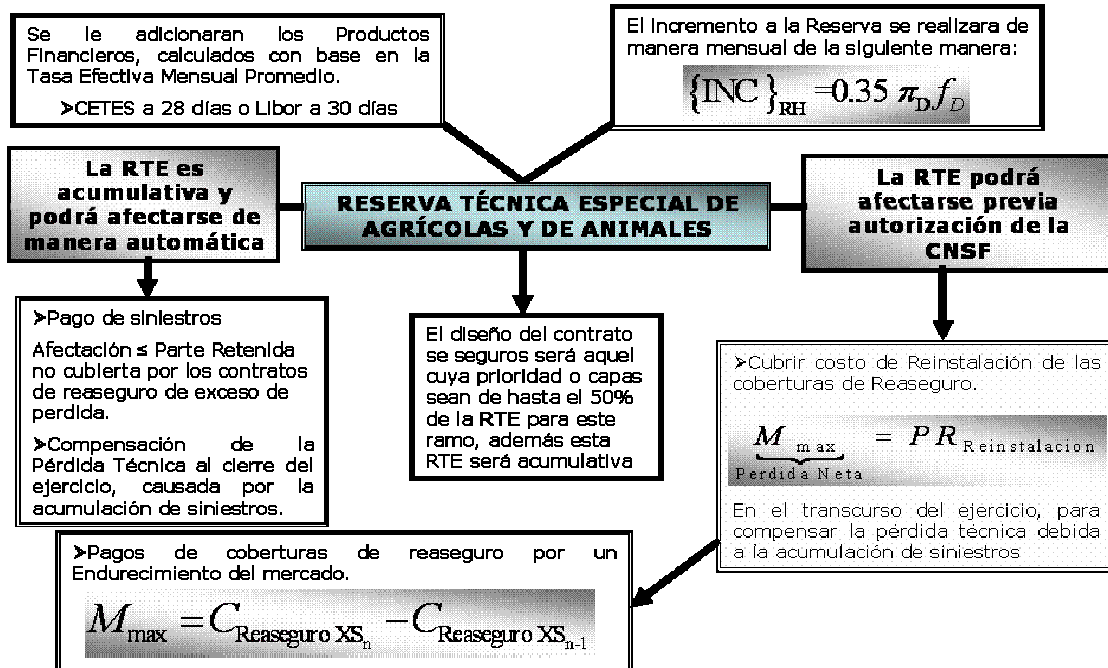 Se le adicionaran los Productos
Financieros, calculados con base en la
Tasa Efectiva Mensual Promedio.
➢CETES a 28 días o Libor a 30 días
El Incremento a la Reserva se realizara de
manera mensual de la siguiente manera:
{INC}RH =0.35 πD fD
La RTE es
acumulativa y
podrá afectarse de
manera automática
RESERVA TÉCNICA ESPECIAL DE
AGRÍCOLAS Y DE ANIMALES
La RTE podrá
afectarse previa
autorización de la
CNSF
➢Pago de siniestros
Afectación ≤ Parte Retenida
no cubierta por los contratos
de reaseguro de exceso de
perdida.
➢Compensación de la
Pérdida Técnica al cierre del
ejercicio, causada por la
acumulación de siniestros.
El diseño del contrato
se seguros será aquel
cuya prioridad o capas
sean de hasta el 50%
de la RTE para este
ramo, además esta
RTE será acumulativa
➢Cubrir costo de Reinstalación de las
coberturas de Reaseguro.
M max = PR Reinstalacion
Perdida Neta
En el transcurso del ejercicio, para
compensar la pérdida técnica debida
a la acumulación de siniestros
➢Pagos de coberturas de reaseguro por un
Endurecimiento del mercado.
Mmax = CReaseguro XSn − CReaseguro XSn-1